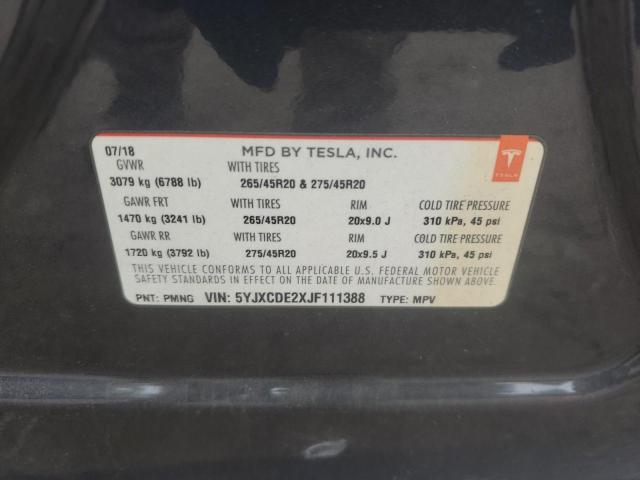 07/18 MFD BY TESLA, INC.
GVWR WITH TIRES
3079 kg (6788 lb) 265/45R20 & 275/45R20
GAWR FRT WITH TIRES RIM COLD TIRE PRESSURE
1470 kg (3241 lb) 265/45R20 20x9.0 J 310 kPa, 45 psi
GAWR RR WITH TIRES RIM COLD TIRE PRESSURE
1720 kg (3792 lb) 275/45R20 20x9.5 J 310 kPa, 45 psi
THIS VEHICLE CONFORMS TO ALL APPLICABLE U.S. FEDERAL MOTOR VEHICLE
SAFETY STANDARDS IN EFFECT ON THE DATE OF MANUFACTURE SHOWN ABOVE.
PNT: PMNG VIN: 5YJXCDE2XJF111388 TYPE: MPV
TESLA